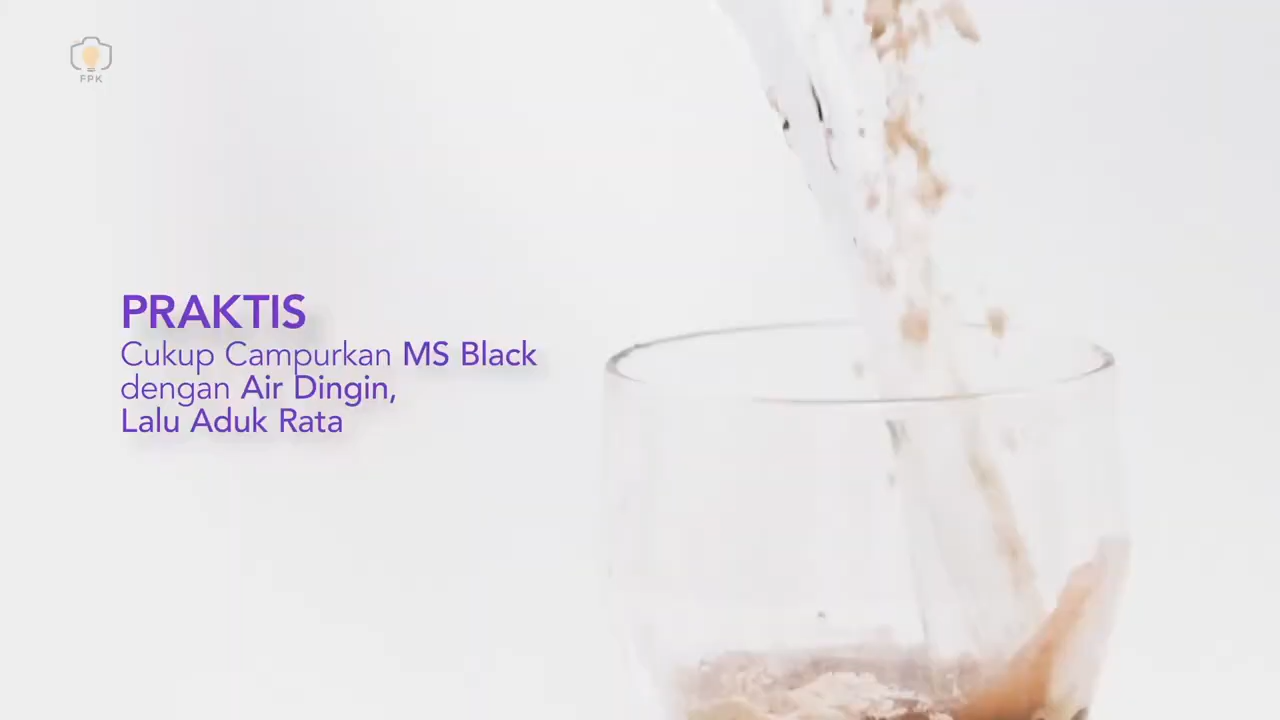 FPK
PRAKTIS
Cukup Campurkan MS Black
dengan Air Dingin,
Lalu Aduk Rata